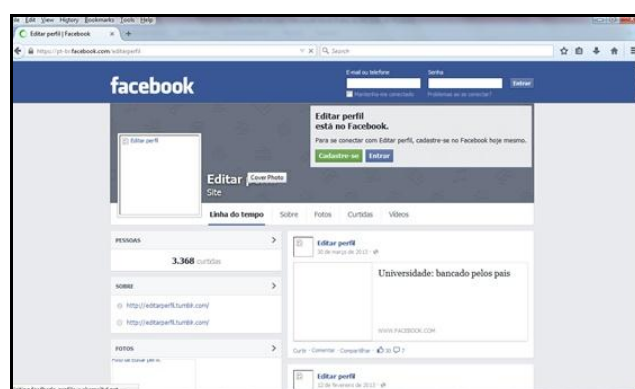 Edit View History Bookmarks Tools Help
Editar perfil | Facebook
https://pt-br.facebook.com/editarperfil
Search
facebook
E-mail ou telefone
Senha
Entrar
Mantenha-me conectado
Problemas ao se conectar?
Editar perfil
está no Facebook.
Para se conectar com Editar perfil, cadastre-se no Facebook hoje mesmo.
Cadastre-se
Entrar
Editar perfil
Editar
Cover Photo
Site
Linha do tempo
Sobre
Fotos
Curtidas
Vídeos
PESSOAS
3.368 curtidas
SOBRE
http://editarperfil.tumblr.com/
http://editarperfil.tumblr.com/
FOTOS
Editar perfil
Universidade: bancado pelos pais
WWW.FACEBOOK.COM
Curtir · Comentar · Compartilhar
Editar perfil